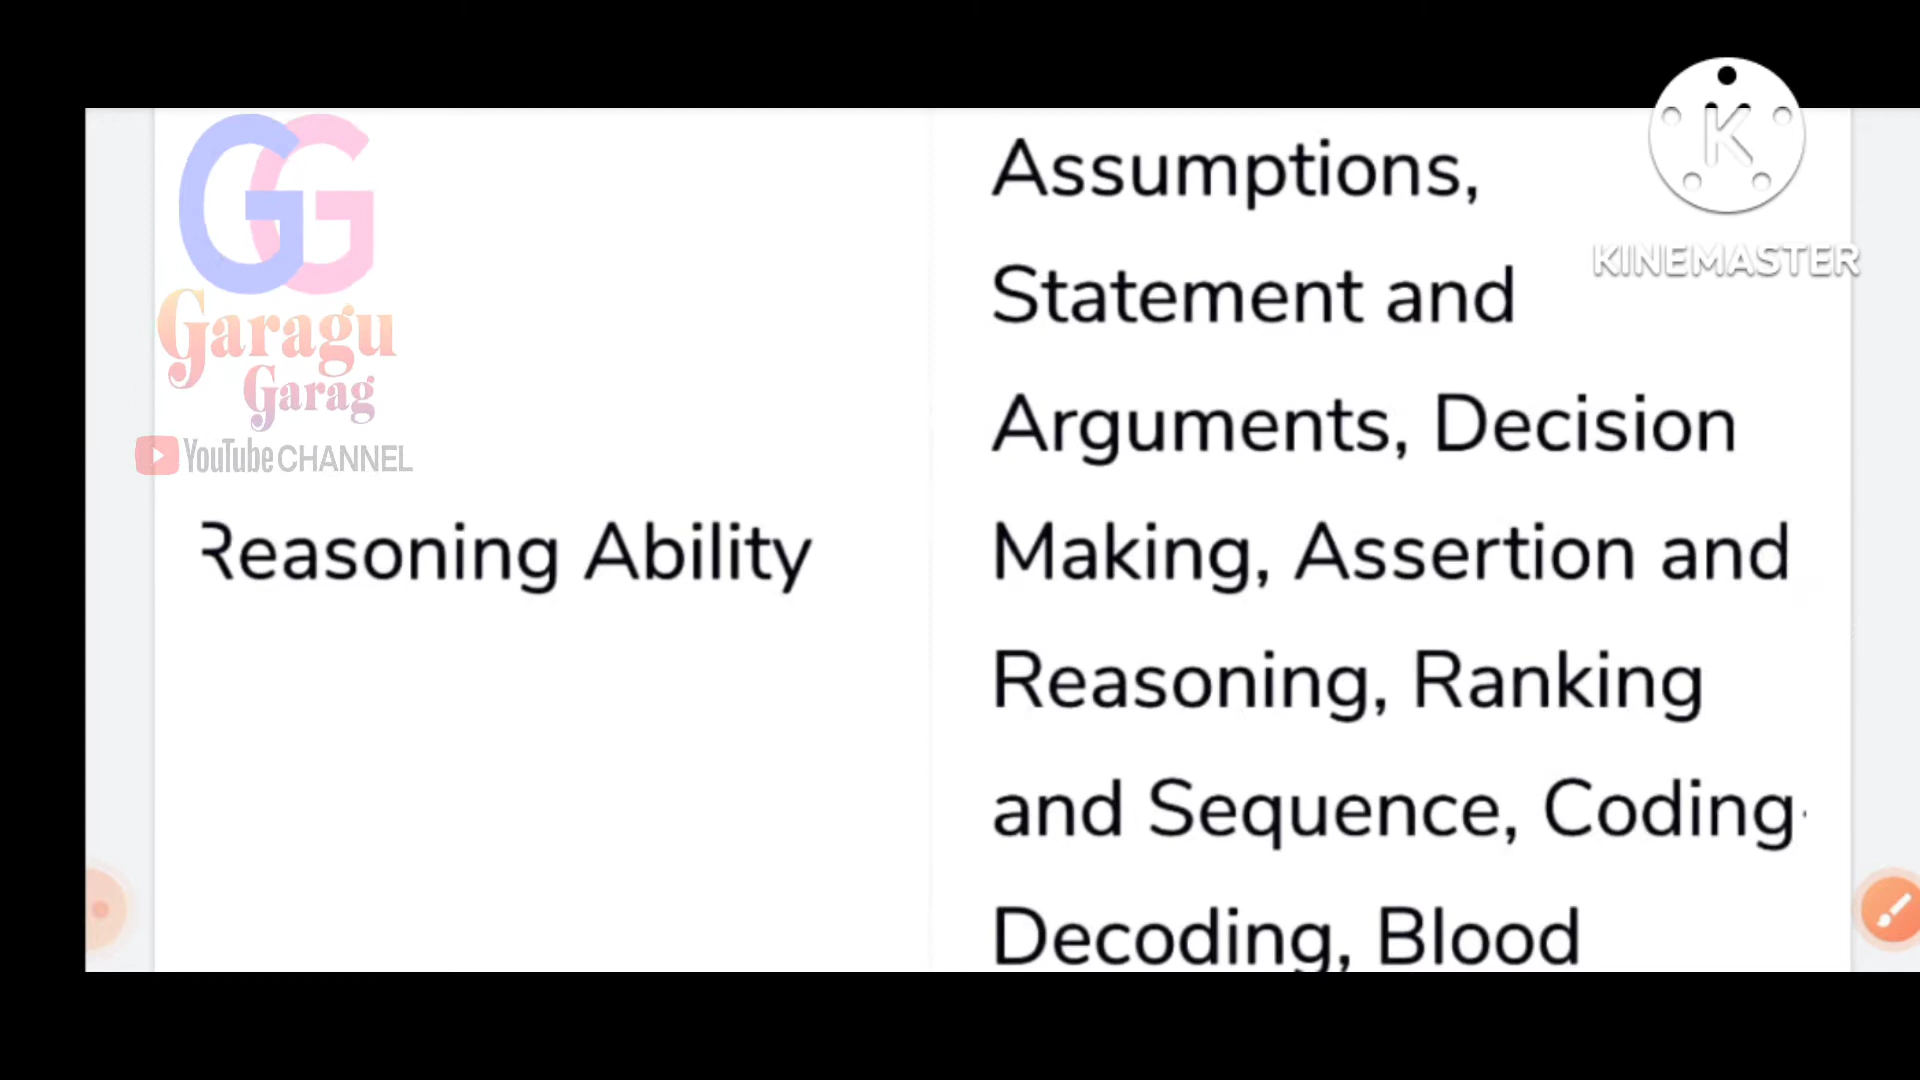 GG
Garagu
Garag
YouTube CHANNEL
Reasoning Ability
Assumptions,
Statement and
Arguments, Decision
Making, Assertion and
Reasoning, Ranking
and Sequence, Coding-
Decoding, Blood
K
KINEMASTER